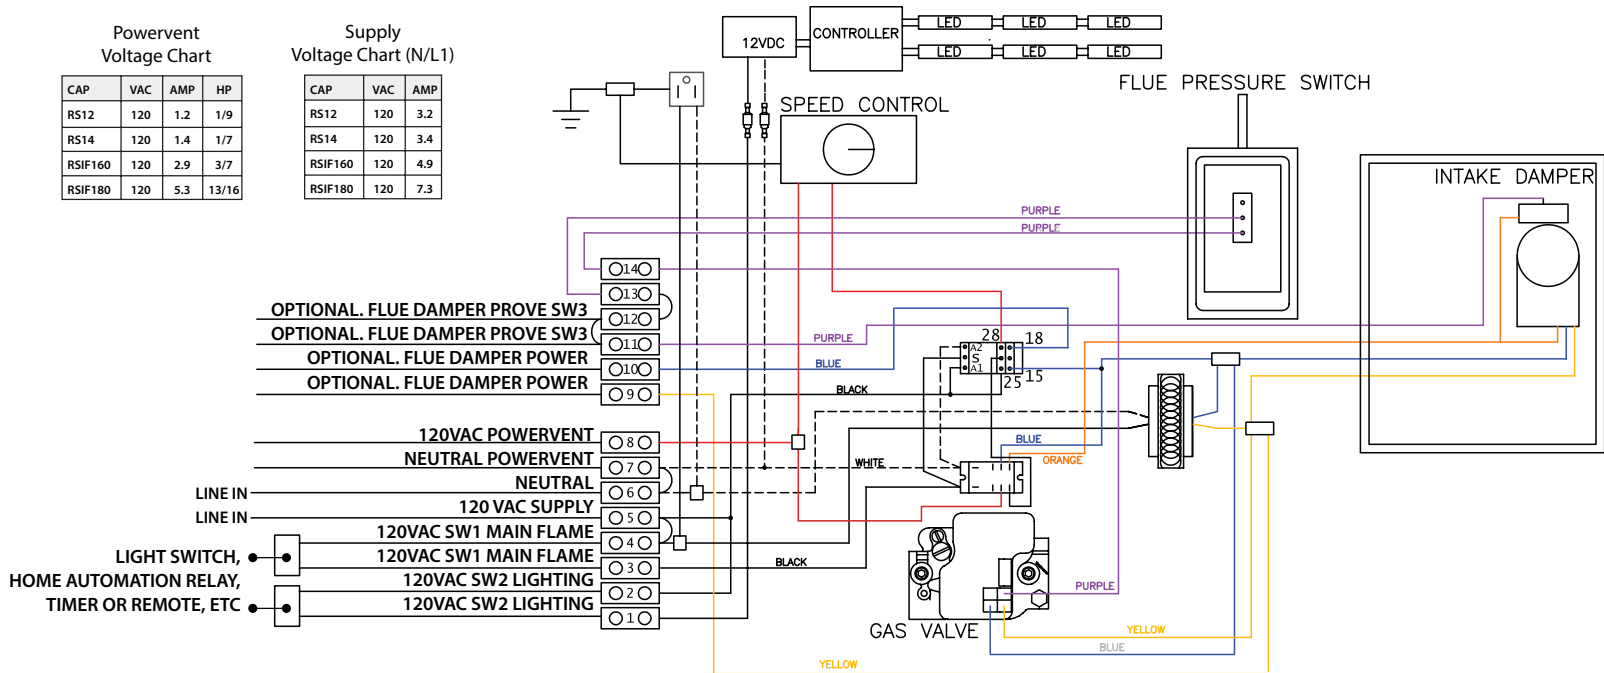 Powervent
Voltage Chart
CAP VAC AMP HP
RS12 120 1.2 1/9
RS14 120 1.4 1/7
RSIF160 120 2.9 3/7
RSIF180 120 5.3 13/16
Supply
Voltage Chart (N/L1)
CAP VAC AMP
RS12 120 3.2
RS14 120 3.4
RSIF160 120 4.9
RSIF180 120 7.3
12VDC
CONTROLLER
LED LED LED
LED LED LED
SPEED CONTROL
FLUE PRESSURE SWITCH
INTAKE DAMPER
PURPLE
PURPLE
14
13
OPTIONAL. FLUE DAMPER PROVE SW3 12
OPTIONAL. FLUE DAMPER PROVE SW3 11
OPTIONAL. FLUE DAMPER POWER 10
OPTIONAL. FLUE DAMPER POWER 9
120VAC POWERVENT 8
NEUTRAL POWERVENT 7
LINE IN NEUTRAL 6
LINE IN 120 VAC SUPPLY 5
120VAC SW1 MAIN FLAME 4
120VAC SW1 MAIN FLAME 3
120VAC SW2 LIGHTING 2
120VAC SW2 LIGHTING 1
LIGHT SWITCH,
HOME AUTOMATION RELAY,
TIMER OR REMOTE, ETC
PURPLE
BLUE
BLACK
28 18
A2
S
A1
25 15
BLUE
ORANGE
WHITE
BLACK
GAS VALVE
PURPLE
YELLOW
BLUE
YELLOW